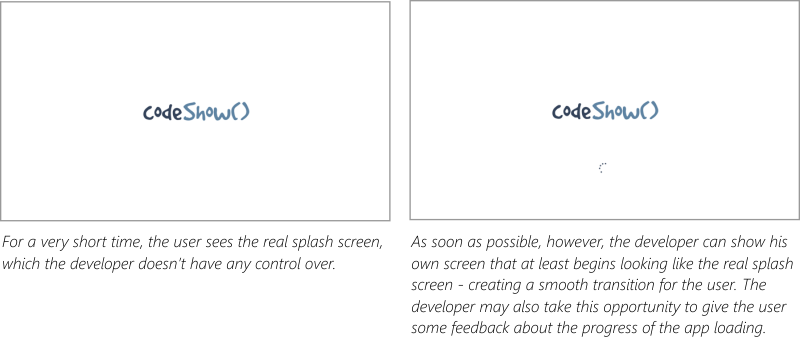 codeShow()
For a very short time, the user sees the real splash screen,
which the developer doesn't have any control over.
codeShow()
As soon as possible, however, the developer can show his
own screen that at least begins looking like the real splash
screen - creating a smooth transition for the user. The
developer may also take this opportunity to give the user
some feedback about the progress of the app loading.